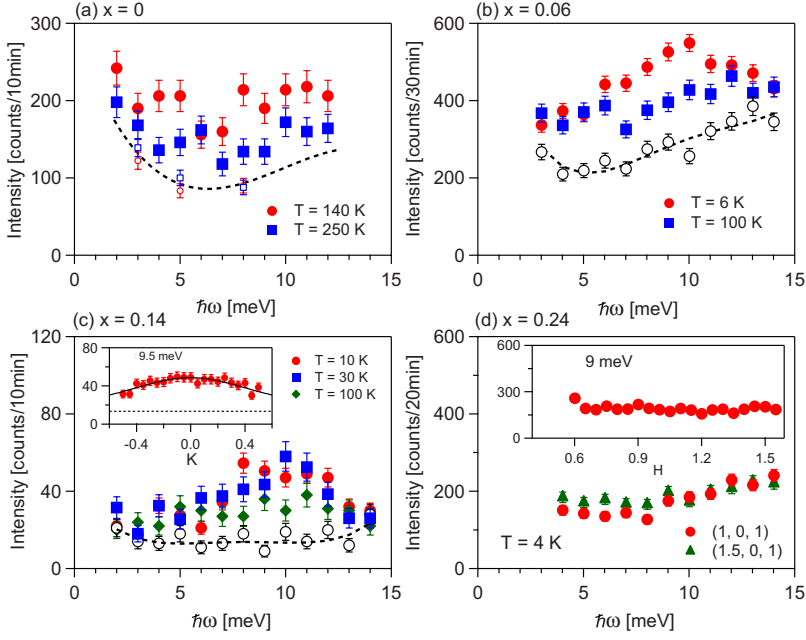 (a) x = 0
Intensity [counts/10min]
300
200
100
0
T = 140 K
T = 250 K
0
5
10
15
ħω [meV]
(b) x = 0.06
Intensity [counts/30min]
600
400
200
0
T = 6 K
T = 100 K
0
5
10
15
ħω [meV]
(c) x = 0.14
Intensity [counts/10min]
120
80
40
0
80
40
0
9.5 meV
-0.4
0.0
0.4
K
T = 10 K
T = 30 K
T = 100 K
0
5
10
15
ħω [meV]
(d) x = 0.24
Intensity [counts/20min]
600
400
200
0
600
300
0
9 meV
0.6
0.9
1.2
1.5
H
T = 4 K
(1, 0, 1)
(1.5, 0, 1)
0
5
10
15
ħω [meV]